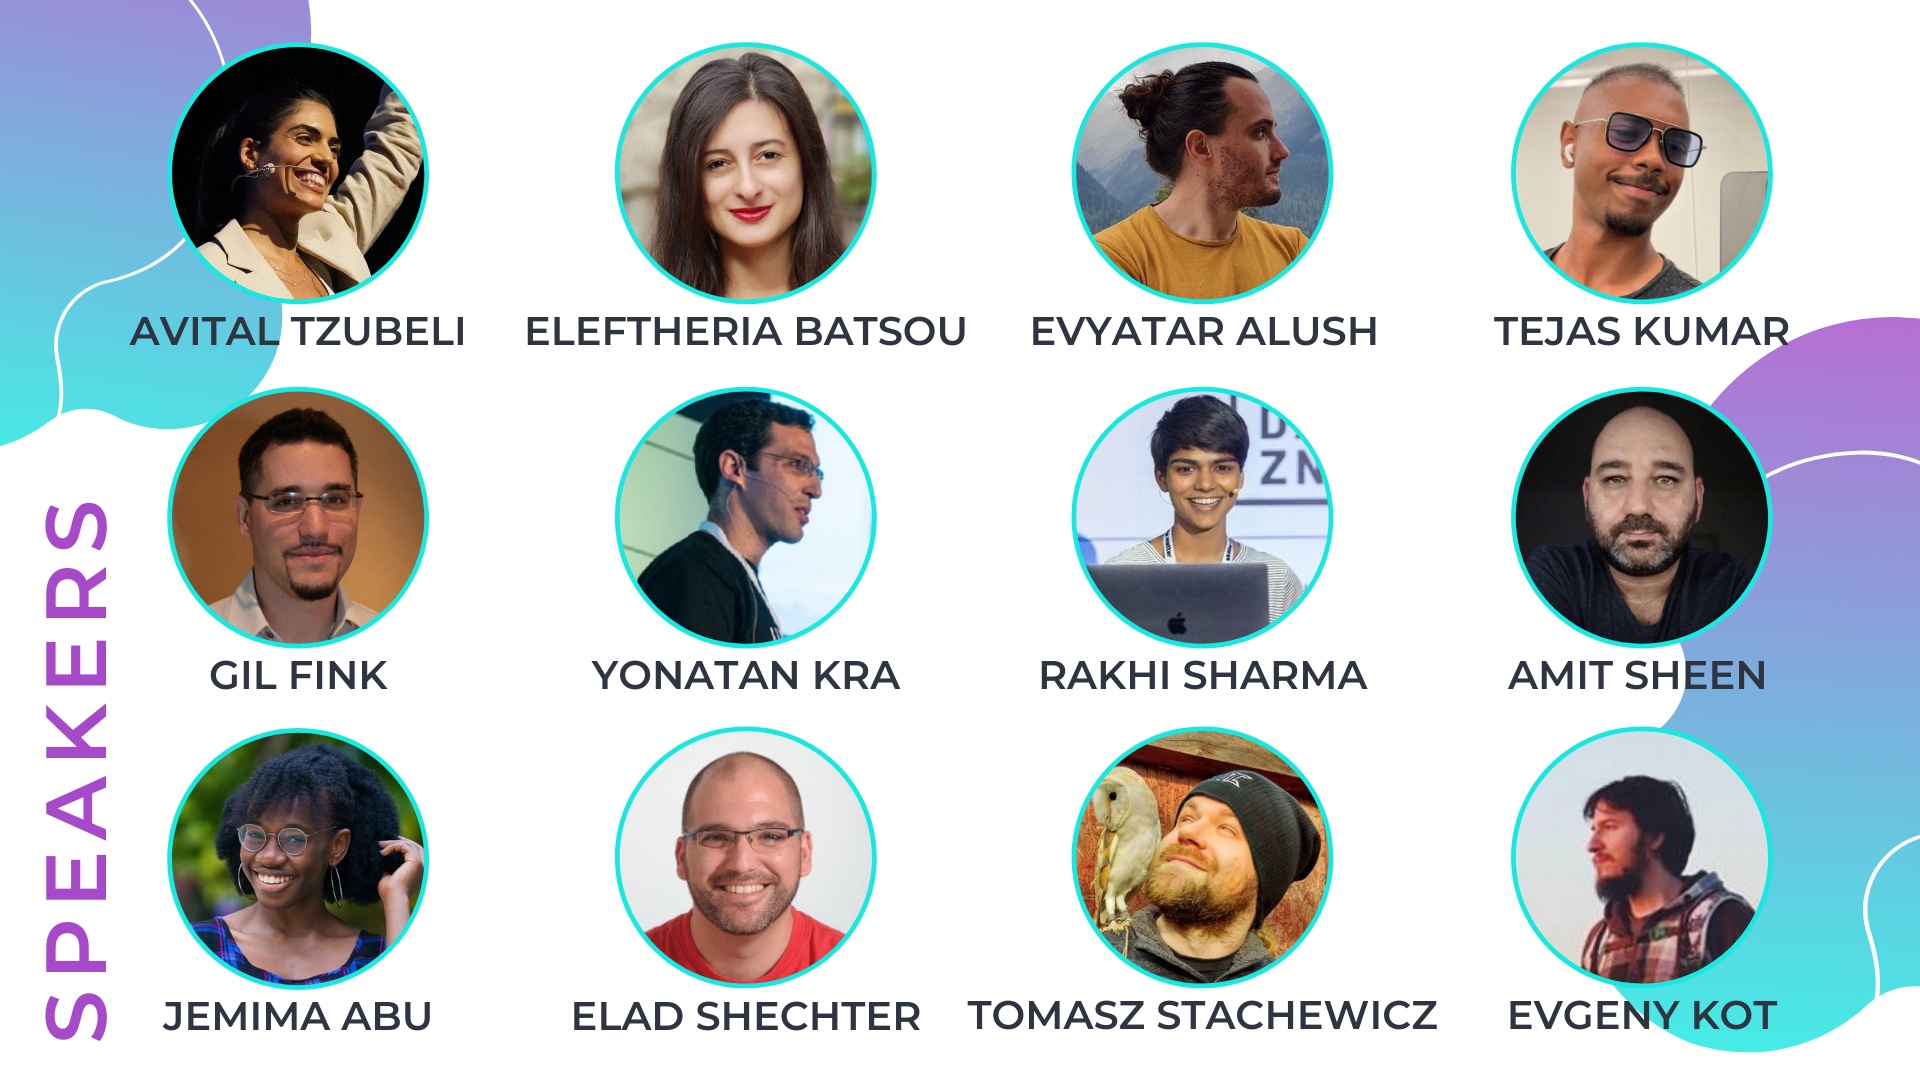 SPEAKERS
AVITAL TZUBELI
ELEFTHERIA BATSOU
EVYATAR ALUSH
TEJAS KUMAR
GIL FINK
YONATAN KRA
RAKHI SHARMA
AMIT SHEEN
JEMIMA ABU
ELAD SHECHTER
TOMASZ STACHEWICZ
EVGENY KOT